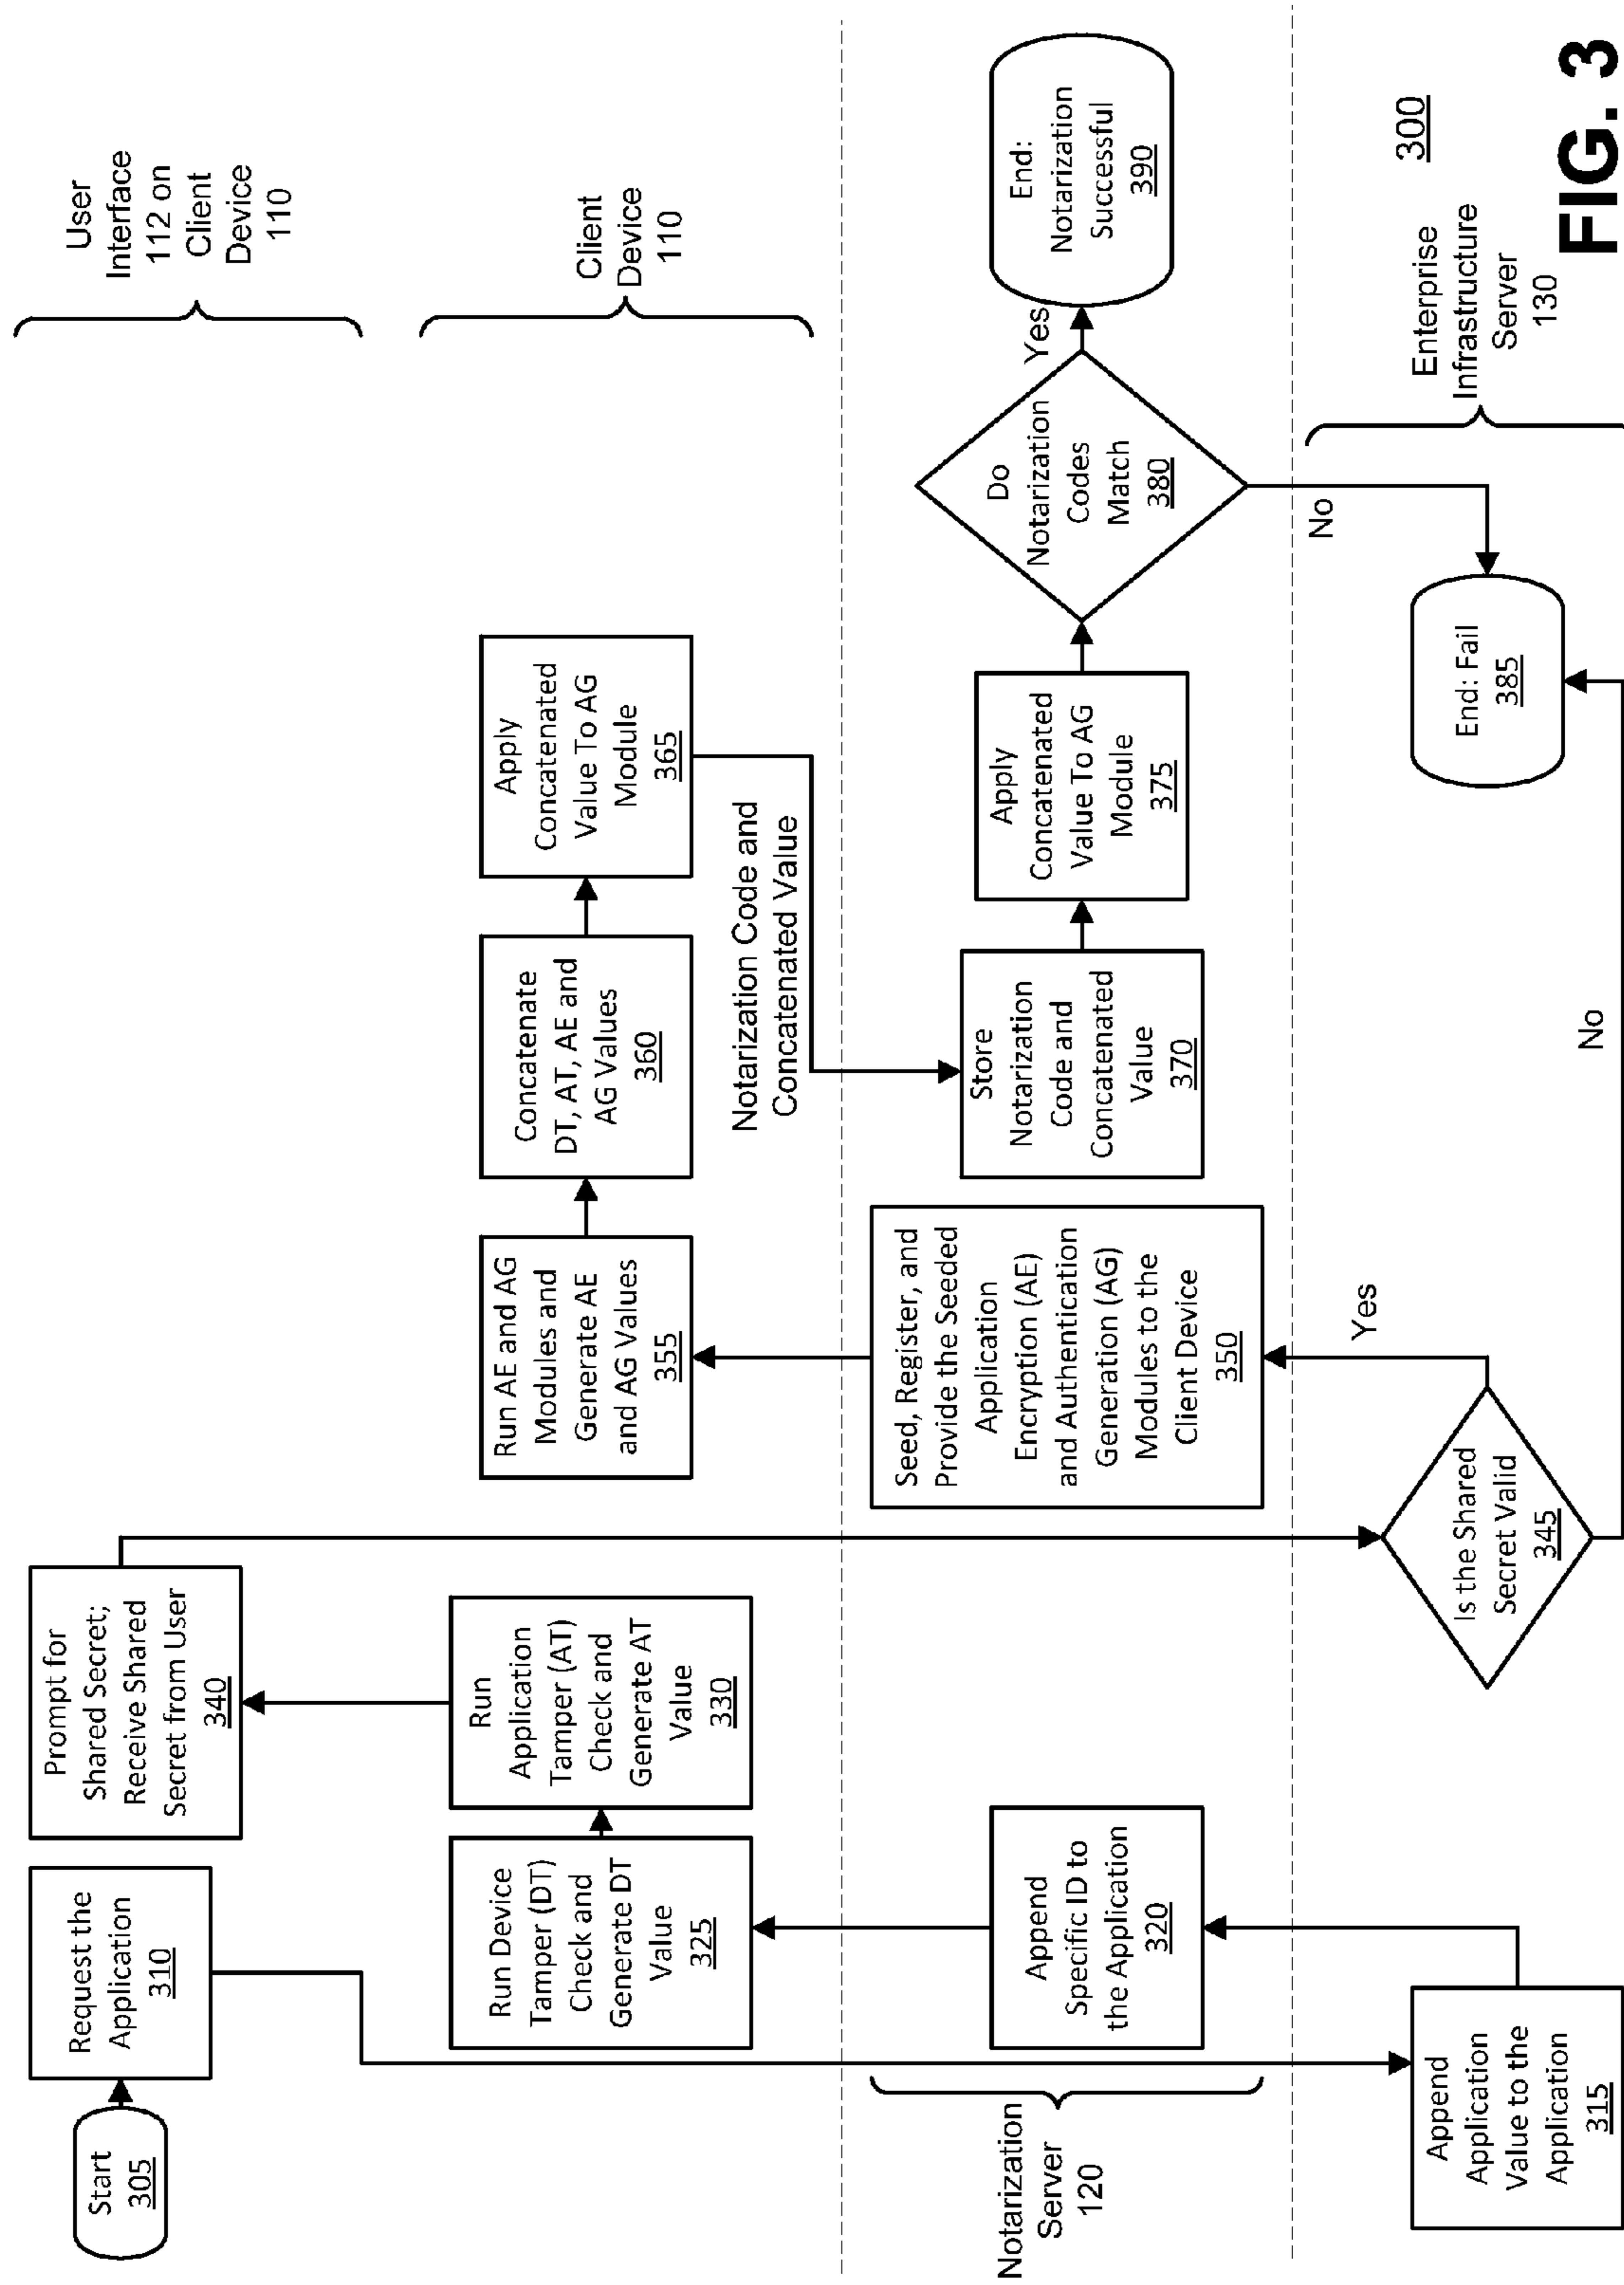 Start
305
Request the
Application
310
Append
Application
Value to the
Application
315
Append
Specific ID to
the Application
320
Run Device
Tamper (DT)
Check and
Generate DT
Value
325
Run
Application
Tamper (AT)
Check and
Generate AT
Value
330
Prompt for
Shared Secret;
Receive Shared
Secret from User
340
Is the Shared
Secret Valid
345
Yes
No
Seed, Register, and
Provide the Seeded
Application
Encryption (AE)
and Authentication
Generation (AG)
Modules to the
Client Device
350
Run AE and AG
Modules and
Generate AE
and AG Values
355
Concatenate
DT, AT, AE and
AG Values
360
Apply
Concatenated
Value To AG
Module
365
Notarization Code and
Concatenated Value
Store
Notarization
Code and
Concatenated
Value
370
Apply
Concatenated
Value To AG
Module
375
Do
Notarization
Codes
Match
380
Yes
No
End:
Notarization
Successful
390
End: Fail
385
User
Interface
112 on
Client
Device
110
Client
Device
110
Notarization
Server
120
Enterprise
Infrastructure
Server
130
300
FIG. 3